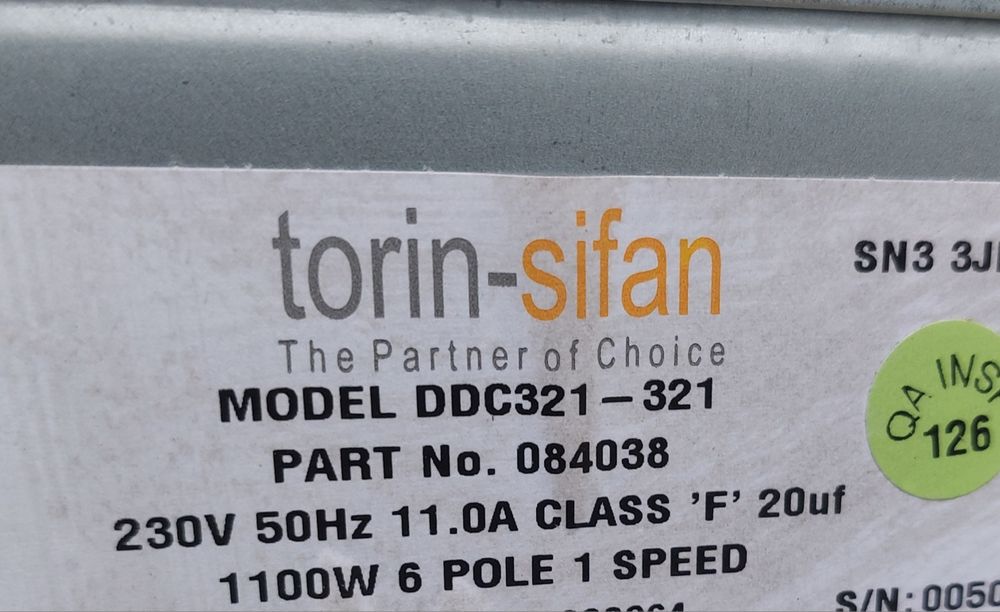 torin-sifan
The Partner of Choice
SN3
MODEL DDC321-321
PART No. 084038
230V 50Hz 11.0A CLASS 'F' 20uf
1100W 6 POLE 1 SPEED
QA
126
S/N: